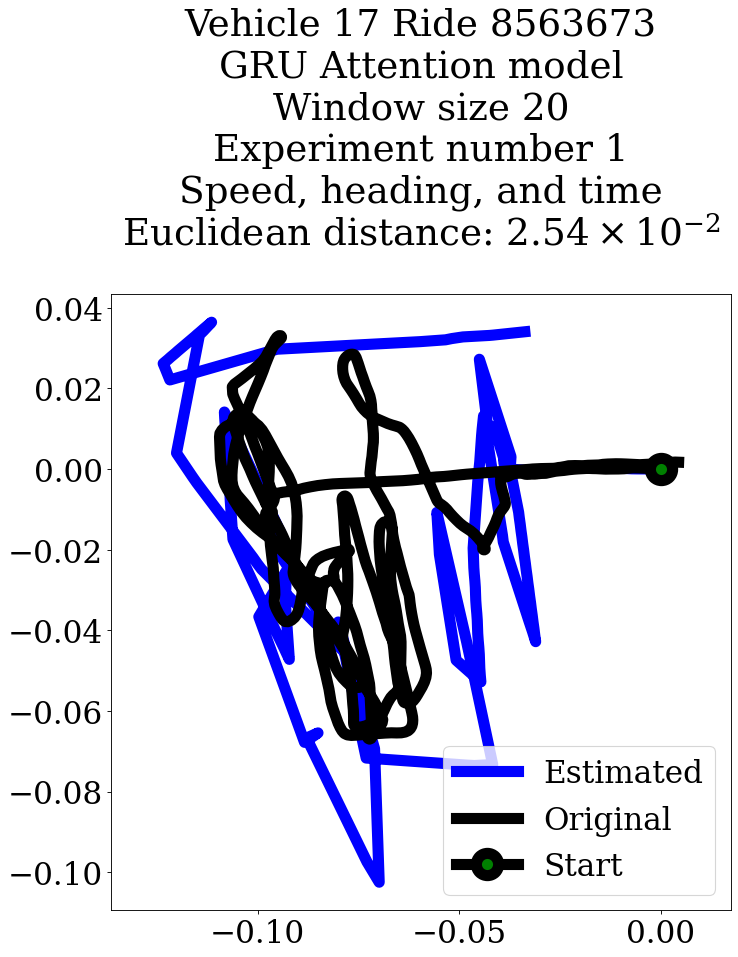 Vehicle 17 Ride 8563673
GRU Attention model
Window size 20
Experiment number 1
Speed, heading, and time
Euclidean distance: 2.54 × 10⁻²
0.04
0.02
0.00
−0.02
−0.04
−0.06
−0.08
−0.10
Estimated
Original
Start
−0.10 −0.05 0.00